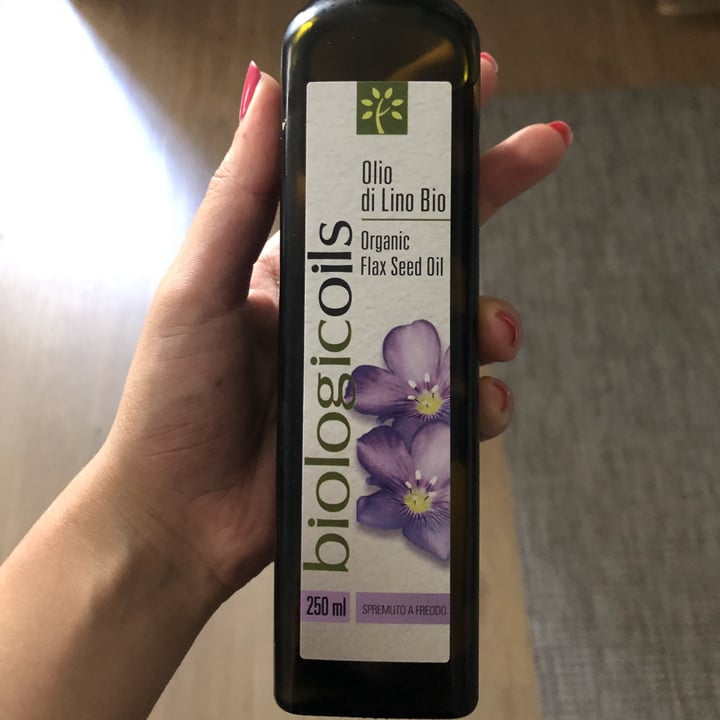 Olio
di Lino Bio
Organic
Flax Seed Oil
biologicoils
250 ml
SPREMUTO A FREDDO